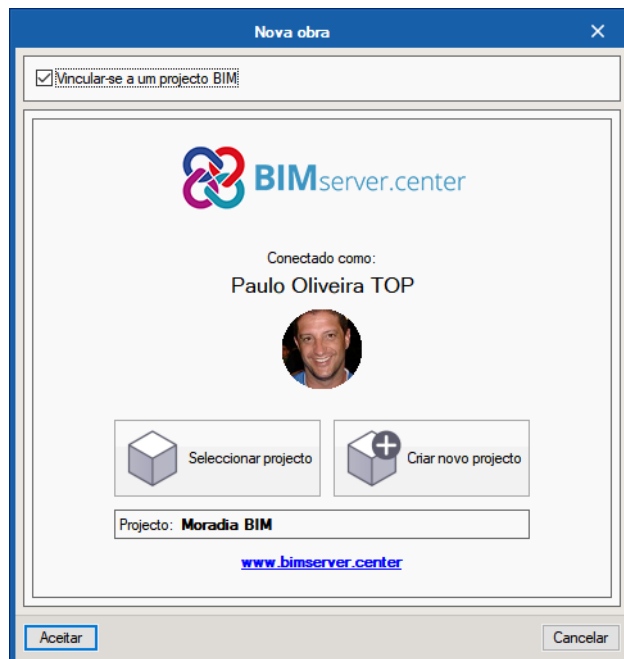 Nova obra
Vincular-se a um projecto BIM
BIMserver.center
Conectado como:
Paulo Oliveira TOP
Seleccionar projecto
Criar novo projecto
Projecto: Moradia BIM
www.bimserver.center
Aceitar
Cancelar